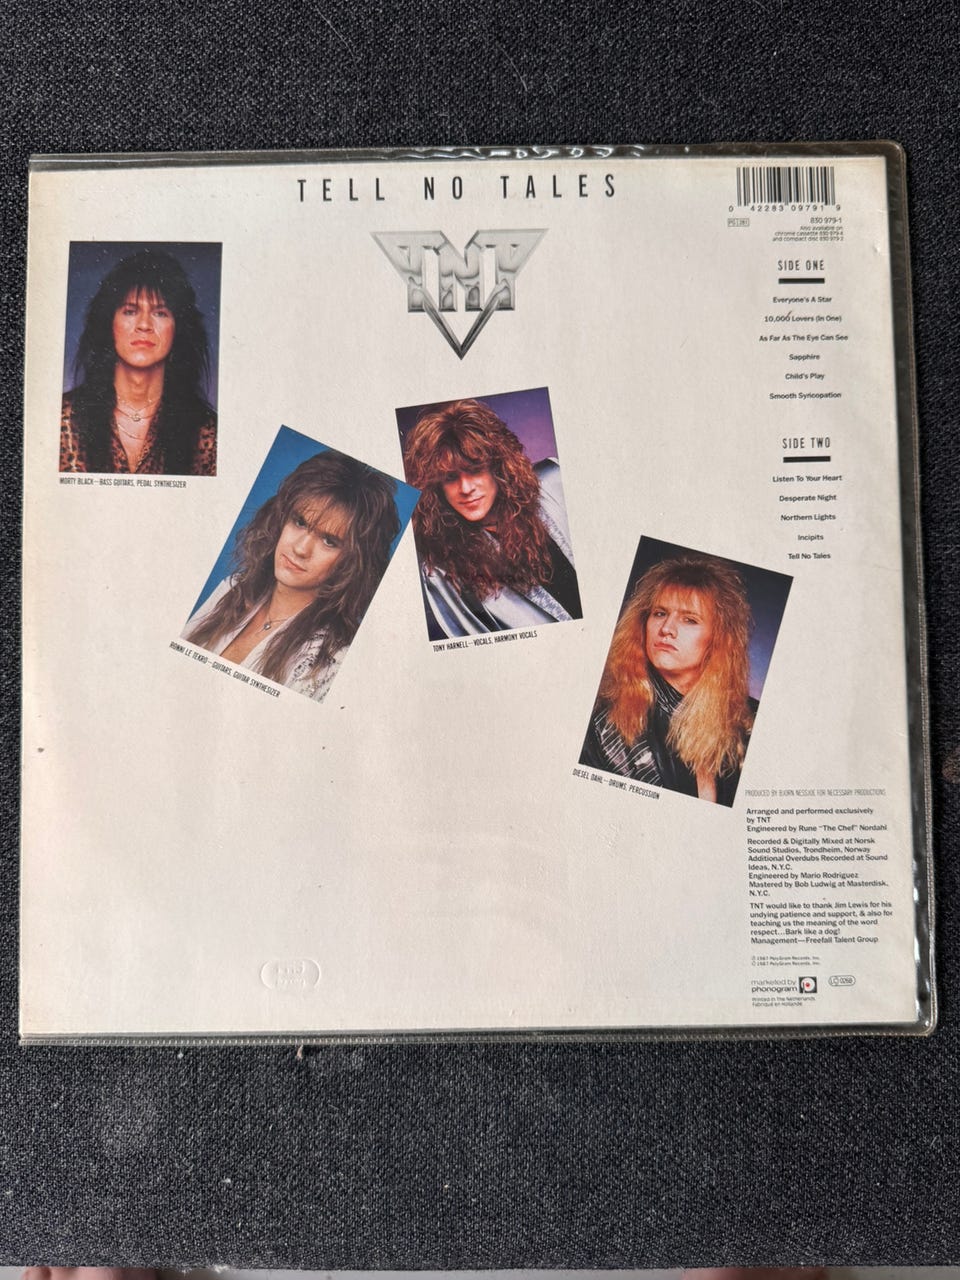 TELL NO TALES
TNT
0 42283 09791 9
830 979-1
Also available on
chrome cassette 830 979-4
and compact disc 830 979-2
SIDE ONE
Everyone's A Star
10,000 Lovers (In One)
As Far As The Eye Can See
Sapphire
Child's Play
Smooth Syncopation
SIDE TWO
Listen To Your Heart
Desperate Night
Northern Lights
Incipits
Tell No Tales
MORTY BLACK—BASS GUITARS, PEDAL SYNTHESIZER
RONNI LE TEKRO—GUITARS, GUITAR SYNTHESIZER
TONY HARNELL—VOCALS, HARMONY VOCALS
DIESEL DAHL—DRUMS, PERCUSSION
PRODUCED BY BJORN NESSJOE FOR NECESSARY PRODUCTIONS
Arranged and performed exclusively
by TNT
Engineered by Rune "The Chef" Nordahl
Recorded & Digitally Mixed at Norsk
Sound Studios, Trondheim, Norway
Additional Overdubs Recorded at Sound
Ideas, N.Y.C.
Engineered by Mario Rodriguez
Mastered by Bob Ludwig at Masterdisk,
N.Y.C.
TNT would like to thank Jim Lewis for his
undying patience and support, & also for
teaching us the meaning of the word
respect...Bark like a dog!
Management—Freefall Talent Group
℗ 1987 PolyGram Records, Inc.
© 1987 PolyGram Records, Inc.
marketed by
phonogram
LC 0268
Printed in The Netherlands
Fabriqué en Hollande